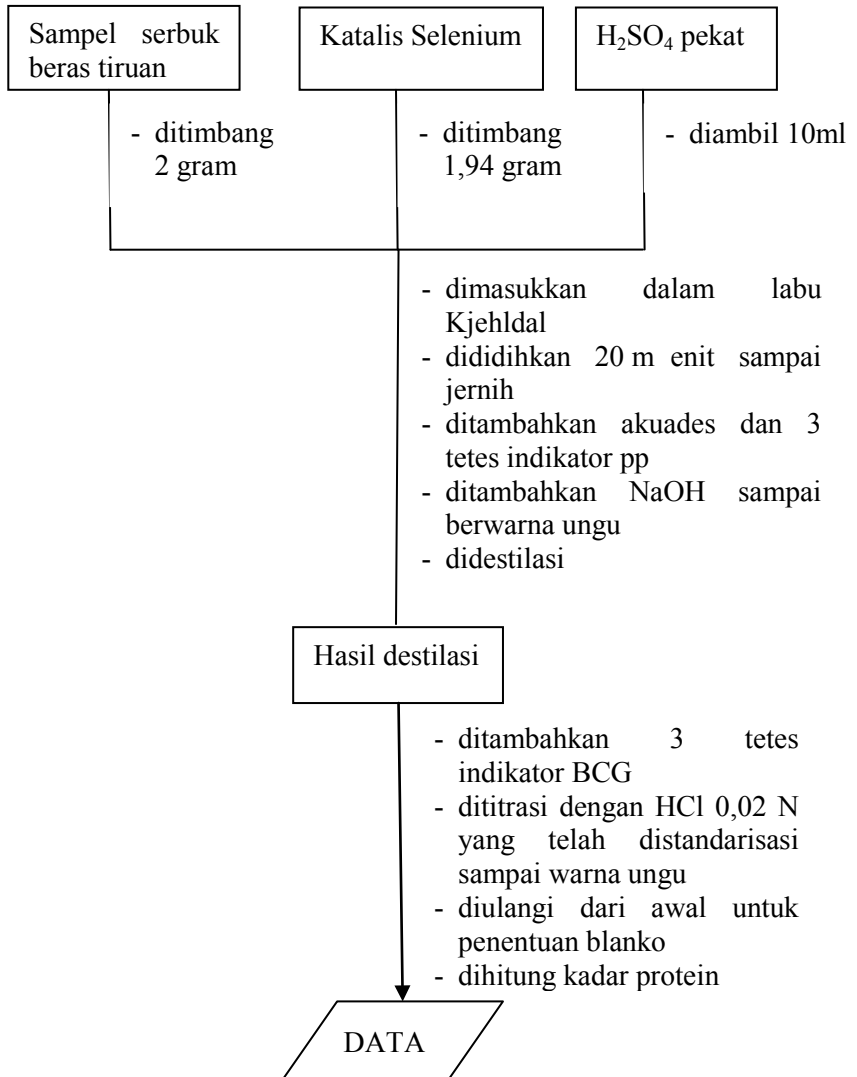 Sampel serbuk
beras tiruan
Katalis Selenium
H₂SO₄ pekat
- ditimbang
2 gram
- ditimbang
1,94 gram
- diambil 10ml
- dimasukkan dalam labu
Kjehldal
- dididihkan 20 m enit sampai
jernih
- ditambahkan akuades dan 3
tetes indikator pp
- ditambahkan NaOH sampai
berwarna ungu
- didestilasi
Hasil destilasi
- ditambahkan 3 tetes
indikator BCG
- dititrasi dengan HCl 0,02 N
yang telah distandarisasi
sampai warna ungu
- diulangi dari awal untuk
penentuan blanko
- dihitung kadar protein
DATA